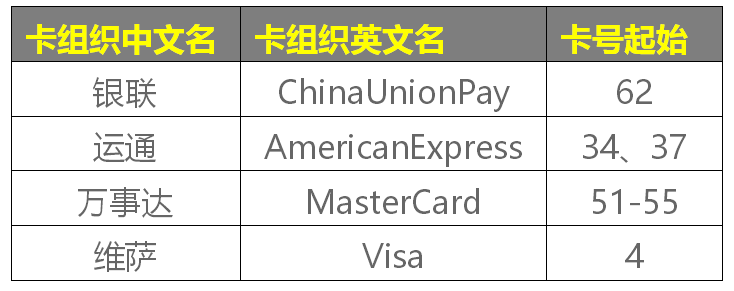 卡组织中文名 卡组织英文名 卡号起始
银联 ChinaUnionPay 62
运通 AmericanExpress 34、37
万事达 MasterCard 51-55
维萨 Visa 4